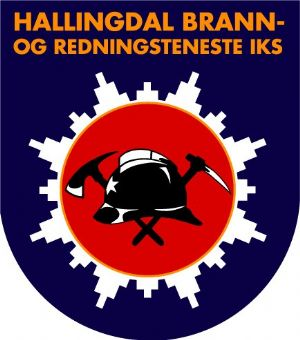 HALLINGDAL BRANN-
OG REDNINGSTENESTE IKS